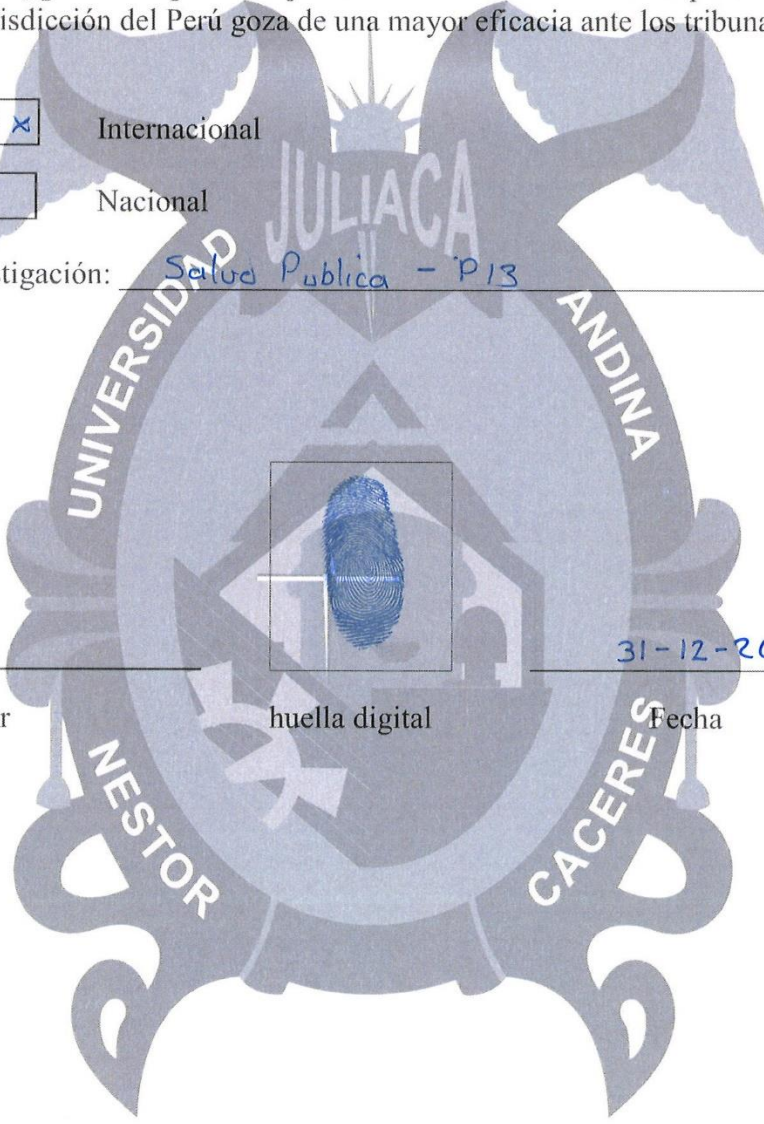 isdicción del Perú goza de una mayor eficacia ante los tribuna
x Internacional
Nacional
JULIACA
UNIVERSIDAD
ANDINA
tigación: Salud Publica - P13
31-12-20
r huella digital Fecha
NESTOR
CACERES